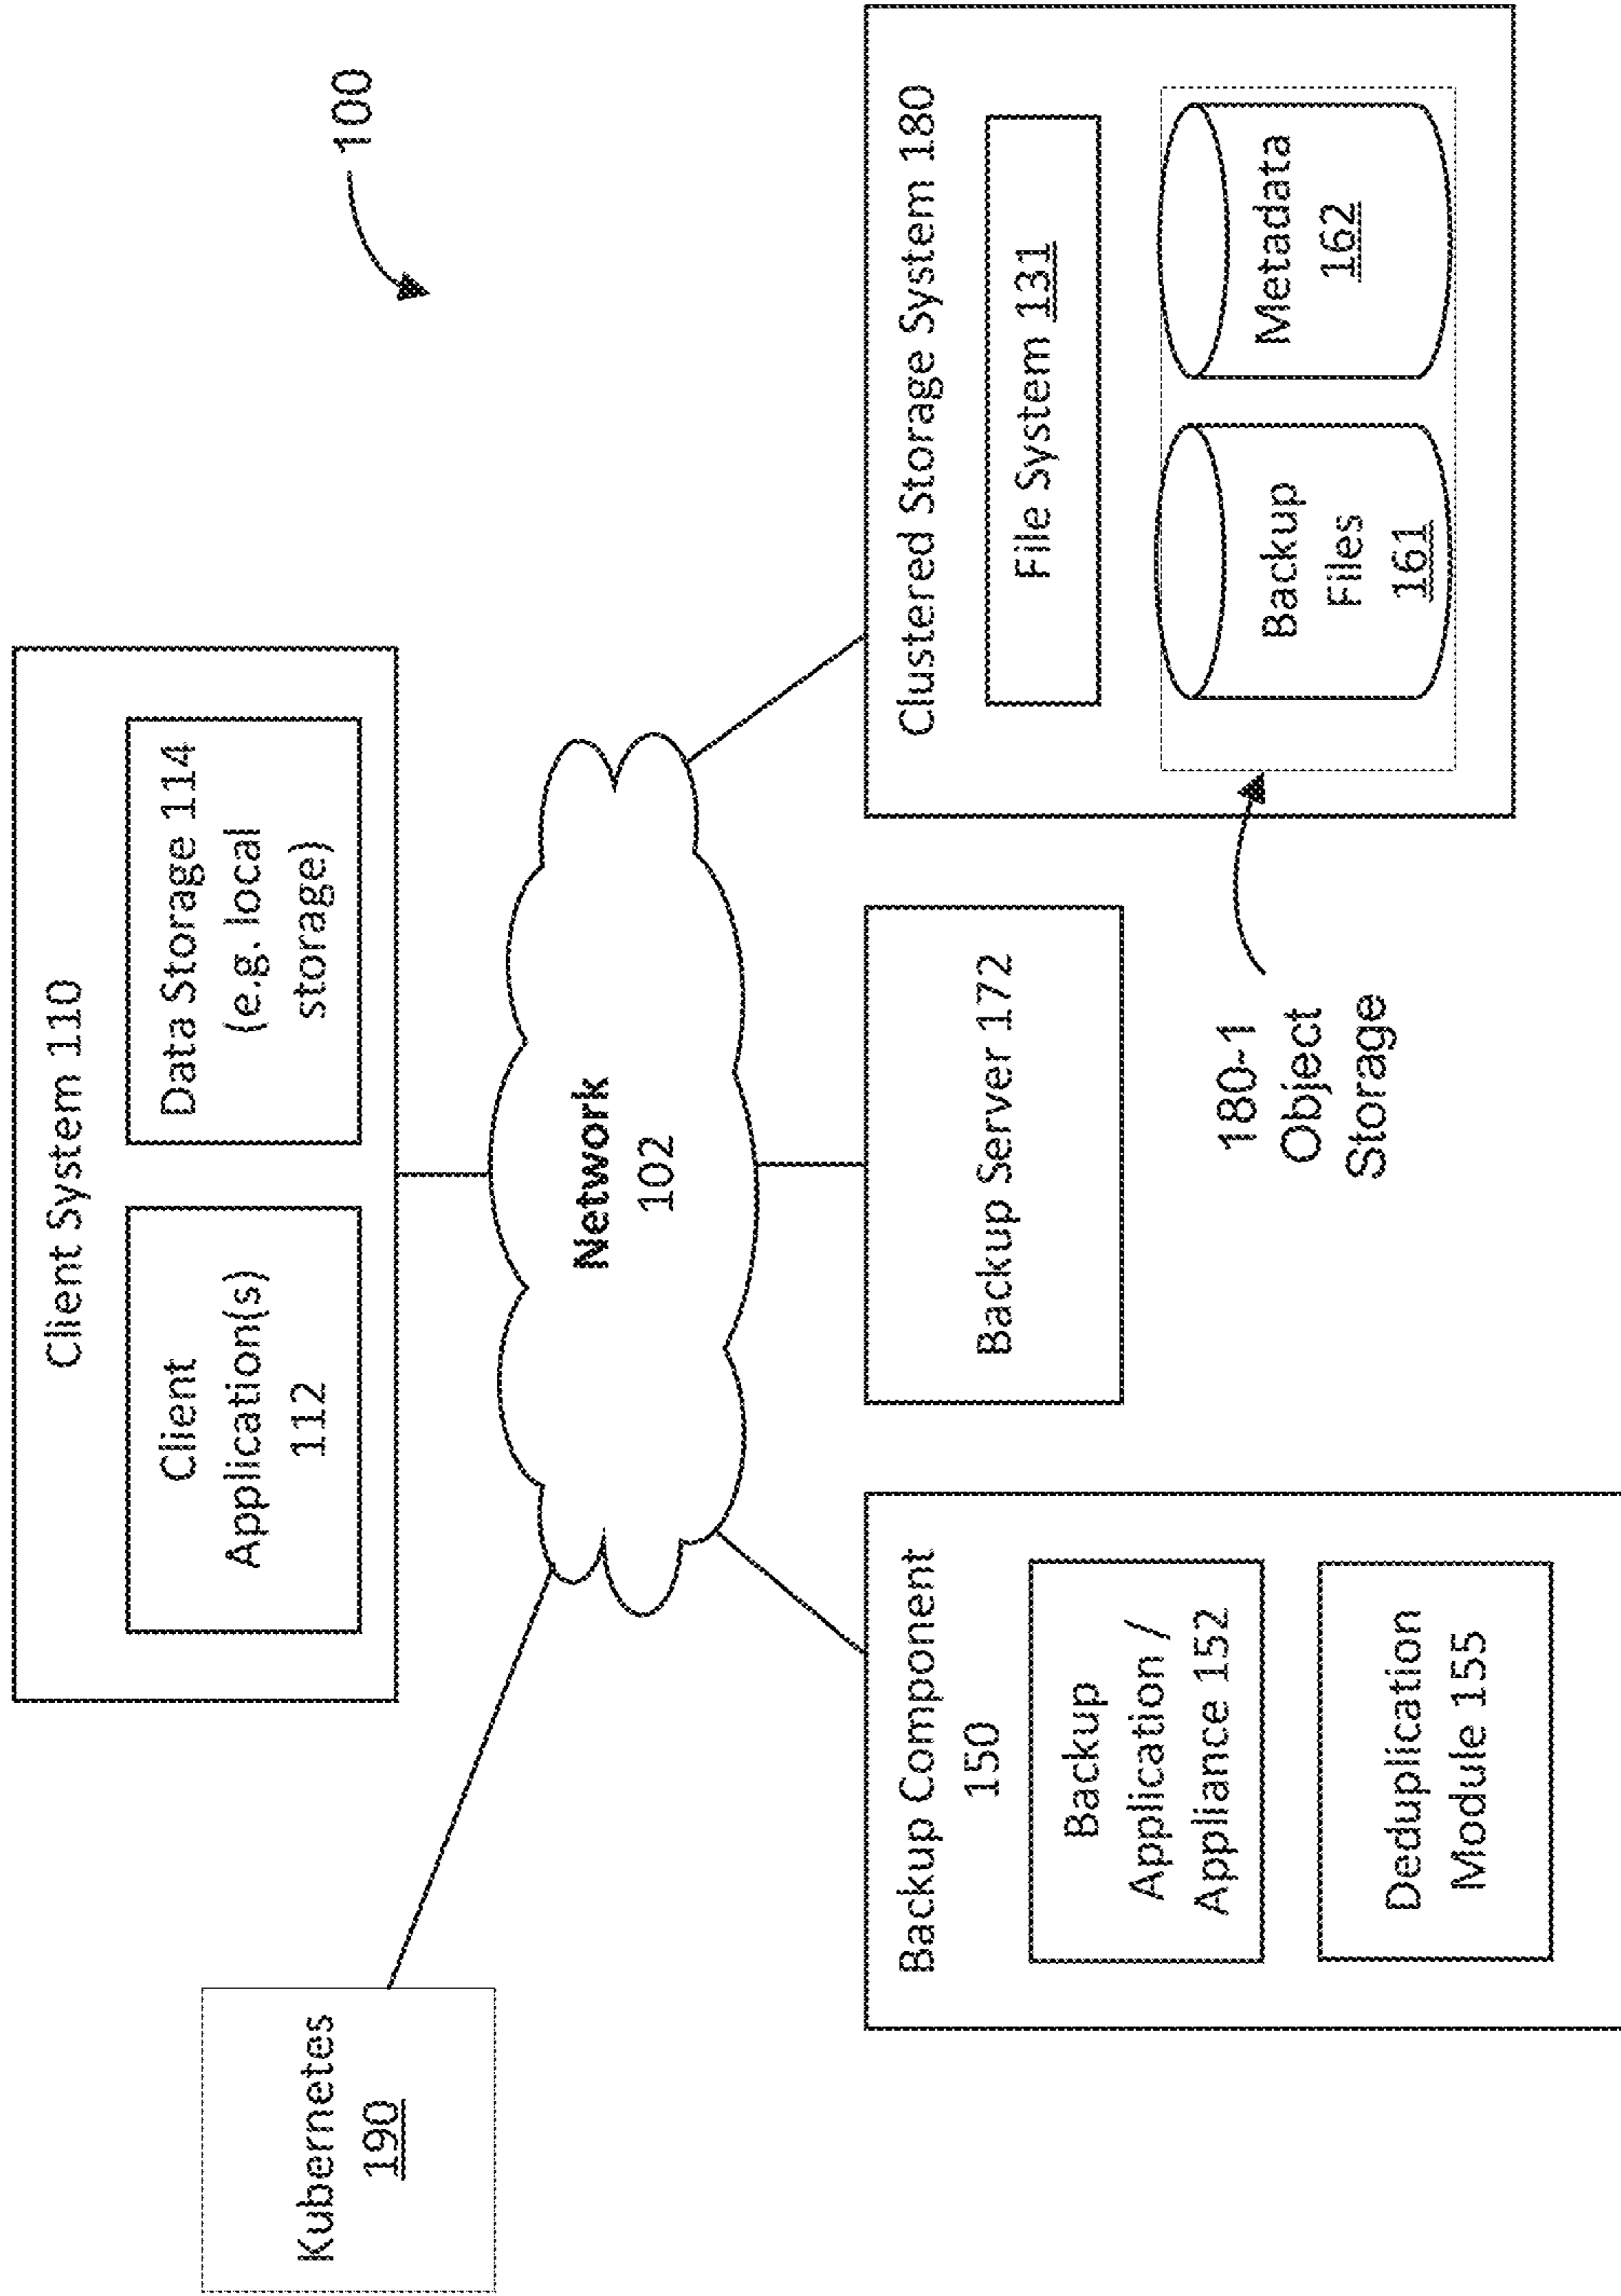 100
Client System 110
Client
Application(s)
112
Data Storage 114
(e.g. local
storage)
Kubernetes
190
Network
102
Backup Component
150
Backup
Application /
Appliance 152
Deduplication
Module 155
Backup Server 172
180-1
Object
Storage
Clustered Storage System 180
File System 131
Backup
Files
161
Metadata
162